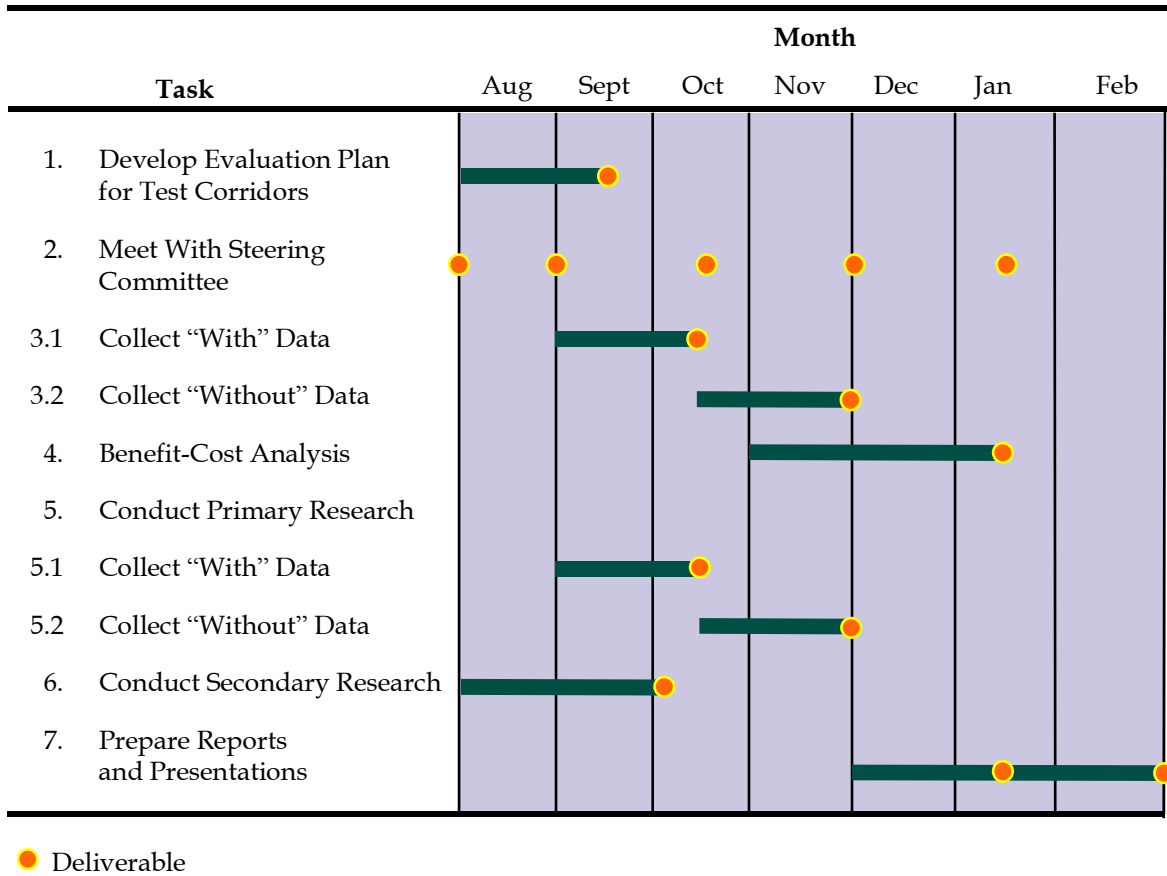 Month
Task Aug Sept Oct Nov Dec Jan Feb
1. Develop Evaluation Plan
for Test Corridors
2. Meet With Steering
Committee
3.1 Collect “With” Data
3.2 Collect “Without” Data
4. Benefit-Cost Analysis
5. Conduct Primary Research
5.1 Collect “With” Data
5.2 Collect “Without” Data
6. Conduct Secondary Research
7. Prepare Reports
and Presentations
Deliverable